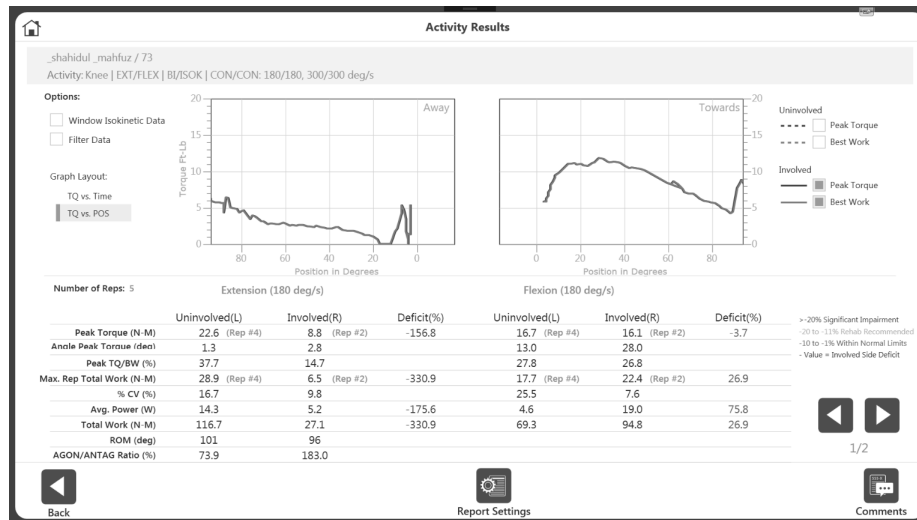 Activity Results
_shahidul _mahfuz / 73
Activity: Knee | EXT/FLEX | BI/ISOK | CON/CON: 180/180, 300/300 deg/s
Options:
Window Isokinetic Data
Filter Data
Graph Layout:
TQ vs. Time
TQ vs. POS
Torque Ft-Lb
20
15
10
5
0
Away
80 60 40 20 0
Position in Degrees
Towards
20
15
10
5
0
0 20 40 60 80
Position in Degrees
Uninvolved
Peak Torque
Best Work
Involved
Peak Torque
Best Work
Number of Reps: 5 Extension (180 deg/s) Flexion (180 deg/s)
Uninvolved(L) Involved(R) Deficit(%) Uninvolved(L) Involved(R) Deficit(%)
Peak Torque (N-M) 22.6 (Rep #4) 8.8 (Rep #2) -156.8 16.7 (Rep #4) 16.1 (Rep #2) -3.7
Angle Peak Torque (deg) 1.3 2.8 13.0 28.0
Peak TQ/BW (%) 37.7 14.7 27.8 26.8
Max. Rep Total Work (N-M) 28.9 (Rep #4) 6.5 (Rep #2) -330.9 17.7 (Rep #4) 22.4 (Rep #2) 26.9
% CV (%) 16.7 9.8 25.5 7.6
Avg. Power (W) 14.3 5.2 -175.6 4.6 19.0 75.8
Total Work (N-M) 116.7 27.1 -330.9 69.3 94.8 26.9
ROM (deg) 101 96
AGON/ANTAG Ratio (%) 73.9 183.0
>-20% Significant Impairment
-20 to -11% Rehab Recommended
-10 to -1% Within Normal Limits
- Value = Involved Side Deficit
1/2
Back
Report Settings
Comments